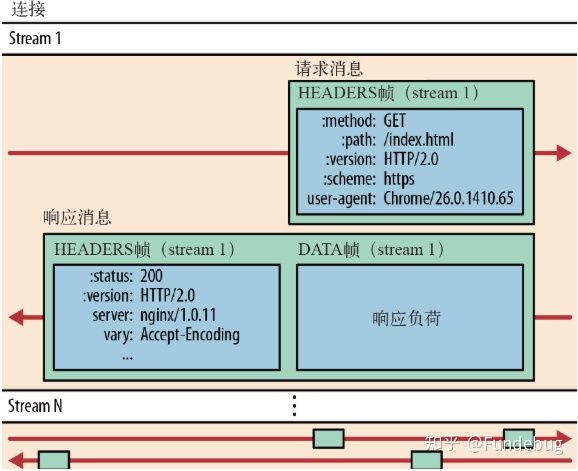 连接
Stream 1
请求消息
HEADERS帧（stream 1）
:method: GET
:path: /index.html
:version: HTTP/2.0
:scheme: https
user-agent: Chrome/26.0.1410.65
响应消息
HEADERS帧（stream 1）
:status: 200
:version: HTTP/2.0
server: nginx/1.0.11
vary: Accept-Encoding
...
DATA帧（stream 1）
响应负荷
Stream N
知乎 @Fundebug